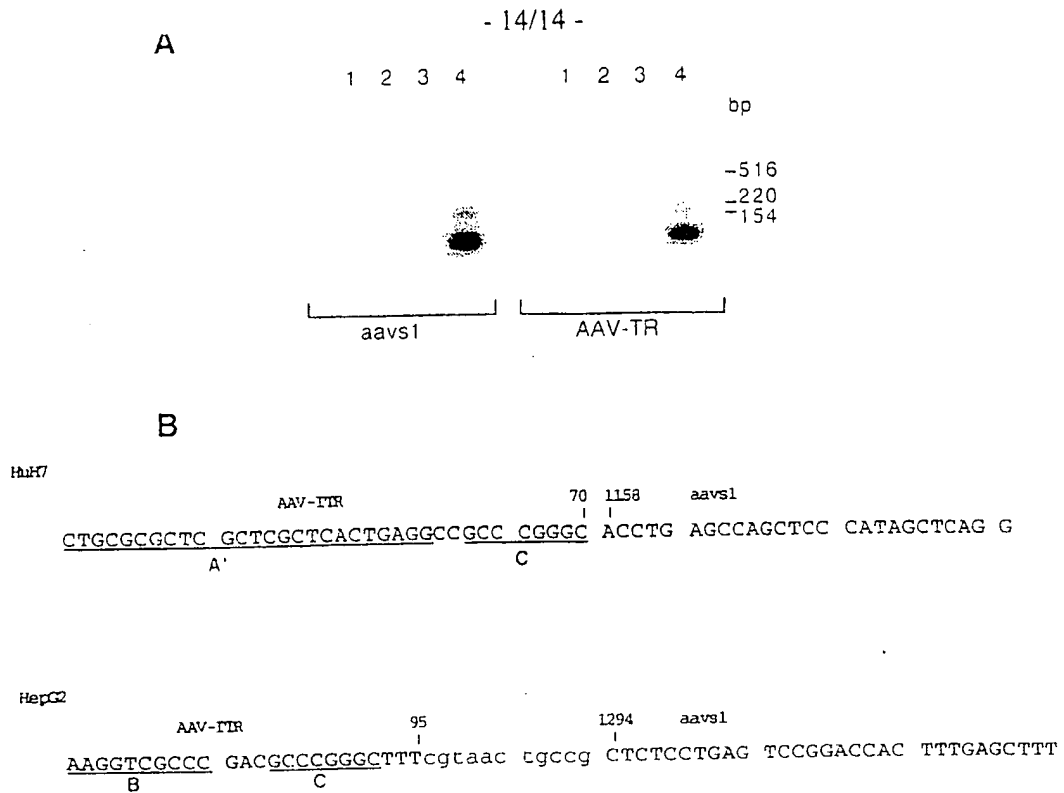 - 14/14 -
A
1 2 3 4 1 2 3 4
bp
-516
-220
-154
aavs1 AAV-TR
B
HuH7
AAV-ITR 70 1158 aavs1
CTGCGCGCTC GCTCGCTCACTGAGGCCGCC CGGGC ACCTG AGCCAGCTCC CATAGCTCAG G
A' C
HepG2
AAV-ITR 95 1294 aavs1
AAGGTCGCCC GACGCCCGGGCTTTcgtaac tgccg CTCTCCTGAG TCCGGACCAC TTTGAGCTTT
B C